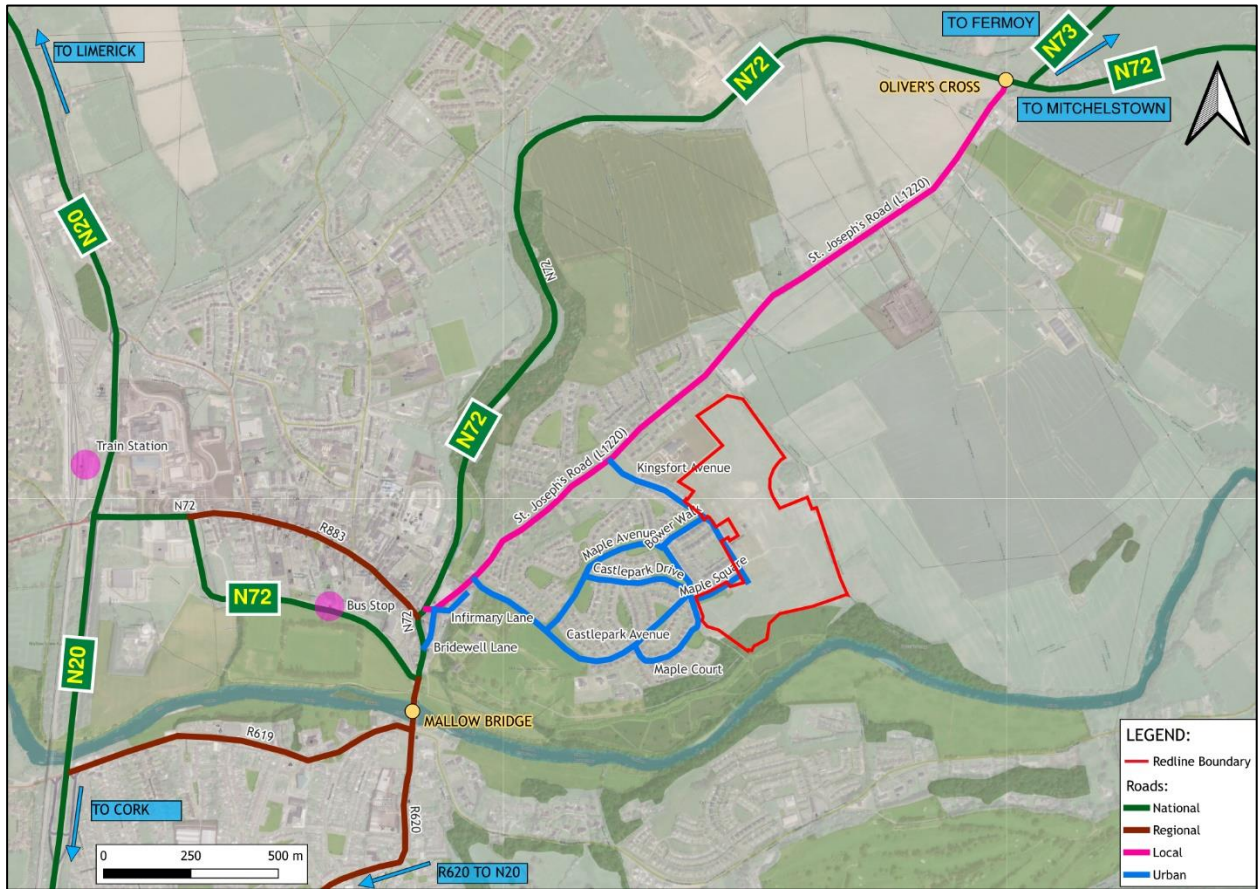 TO LIMERICK
TO FERMOY
N73
N72
N72
OLIVER'S CROSS
TO MITCHELSTOWN
N20
St. Joseph's Road (L1220)
N72
N72
Train Station
St. Joseph's Road (L1220)
Kingsfort Avenue
N72
R883
Bower Walk
Maple Avenue
Castlepark Drive
Maple Square
N72
Bus Stop
N72
Infirmary Lane
Castlepark Avenue
Bridewell Lane
Maple Court
N20
MALLOW BRIDGE
R619
R620
TO CORK
0 250 500 m
R620 TO N20
LEGEND:
Redline Boundary
Roads:
National
Regional
Local
Urban